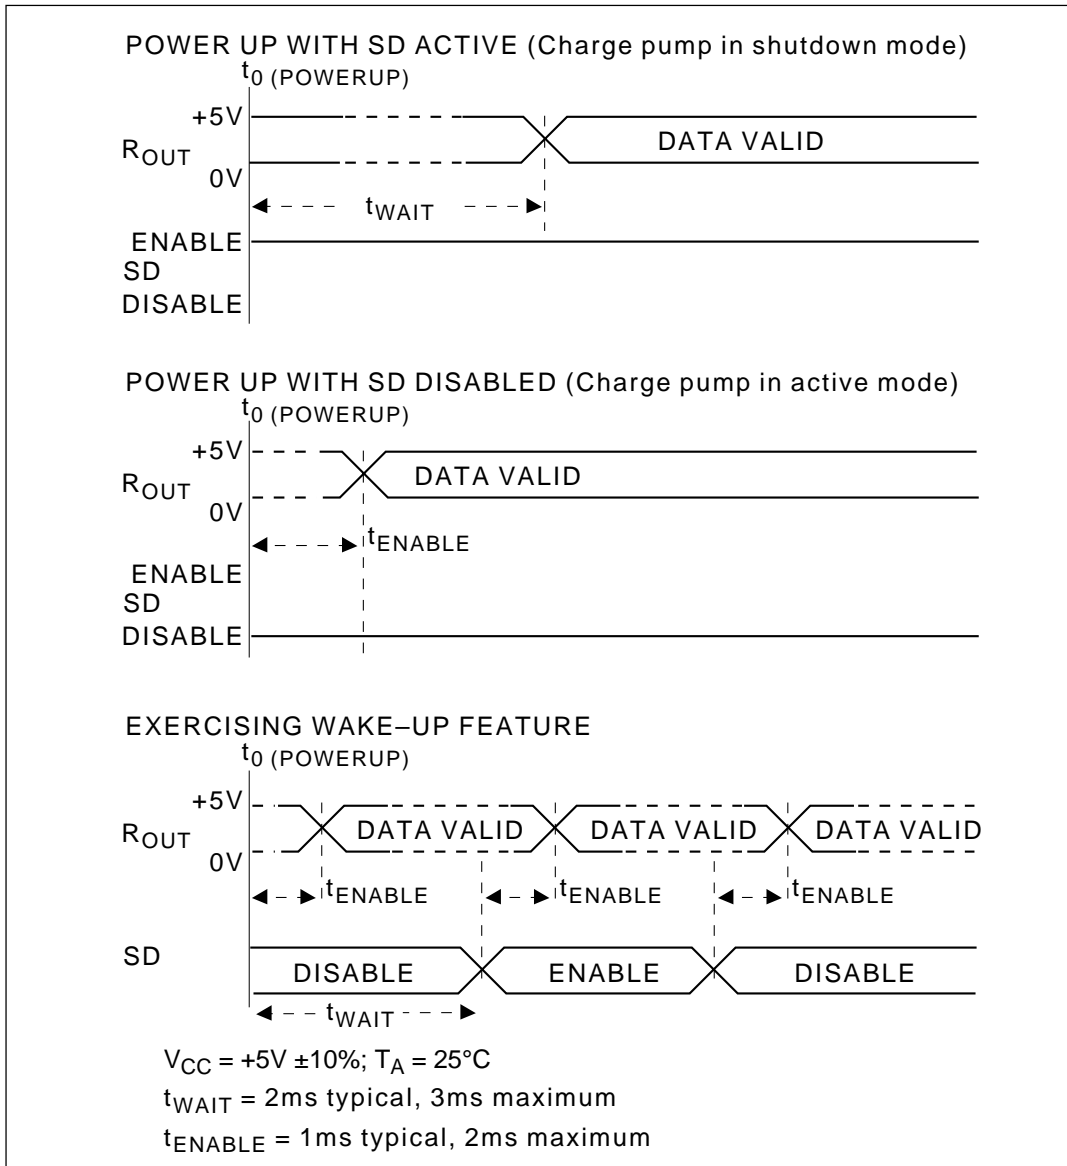 POWER UP WITH SD ACTIVE (Charge pump in shutdown mode)
t0 (POWERUP)
+5V
ROUT
DATA VALID
0V
tWAIT
ENABLE
SD
DISABLE
POWER UP WITH SD DISABLED (Charge pump in active mode)
t0 (POWERUP)
+5V
ROUT
DATA VALID
0V
tENABLE
ENABLE
SD
DISABLE
EXERCISING WAKE–UP FEATURE
t0 (POWERUP)
+5V
ROUT
DATA VALID DATA VALID DATA VALID
0V
tENABLE tENABLE tENABLE
SD
DISABLE ENABLE DISABLE
tWAIT
VCC = +5V ±10%; TA = 25°C
tWAIT = 2ms typical, 3ms maximum
tENABLE = 1ms typical, 2ms maximum